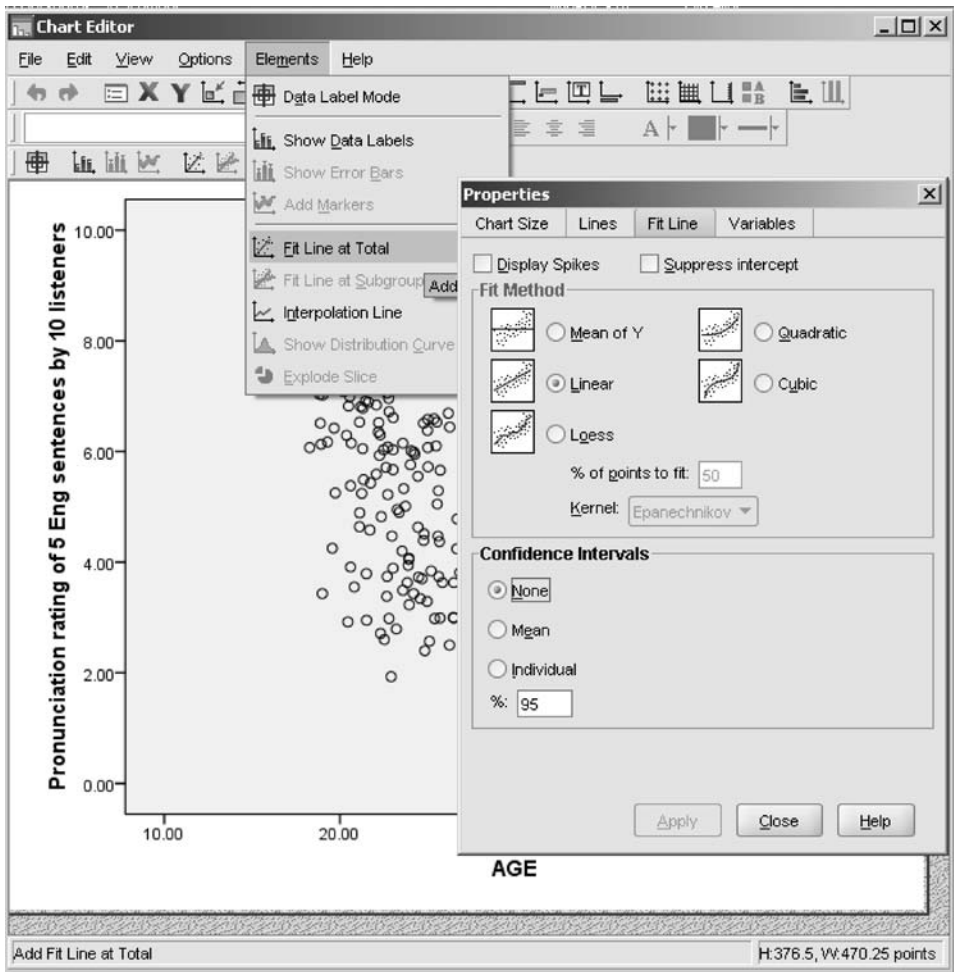 Chart Editor
File Edit View Options Elements Help
Data Label Mode
Show Data Labels
Show Error Bars
Add Markers
Fit Line at Total
Fit Line at Subgroup
Add
Interpolation Line
Show Distribution Curve
Explode Slice
Pronunciation rating of 5 Eng sentences by 10 listeners
10.00
8.00
6.00
4.00
2.00
0.00
10.00 20.00
AGE
Properties
Chart Size Lines Fit Line Variables
Display Spikes Suppress intercept
Fit Method
Mean of Y Quadratic
Linear Cubic
Loess
% of points to fit: 50
Kernel: Epanechnikov
Confidence Intervals
None
Mean
Individual
%: 95
Apply Close Help
Add Fit Line at Total H:376.5, W:470.25 points